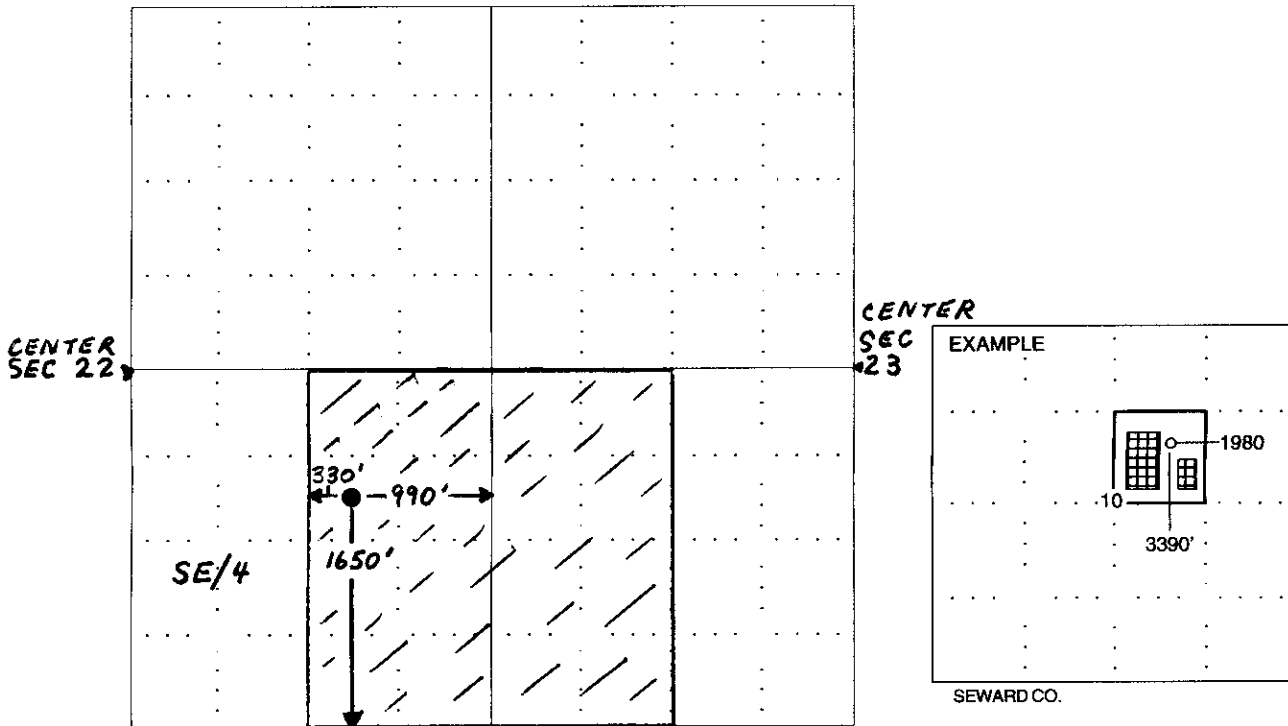 CENTER
SEC 22
CENTER
SEC
23
330'
990'
1650'
SE/4
EXAMPLE
1980
10
3390'
SEWARD CO.